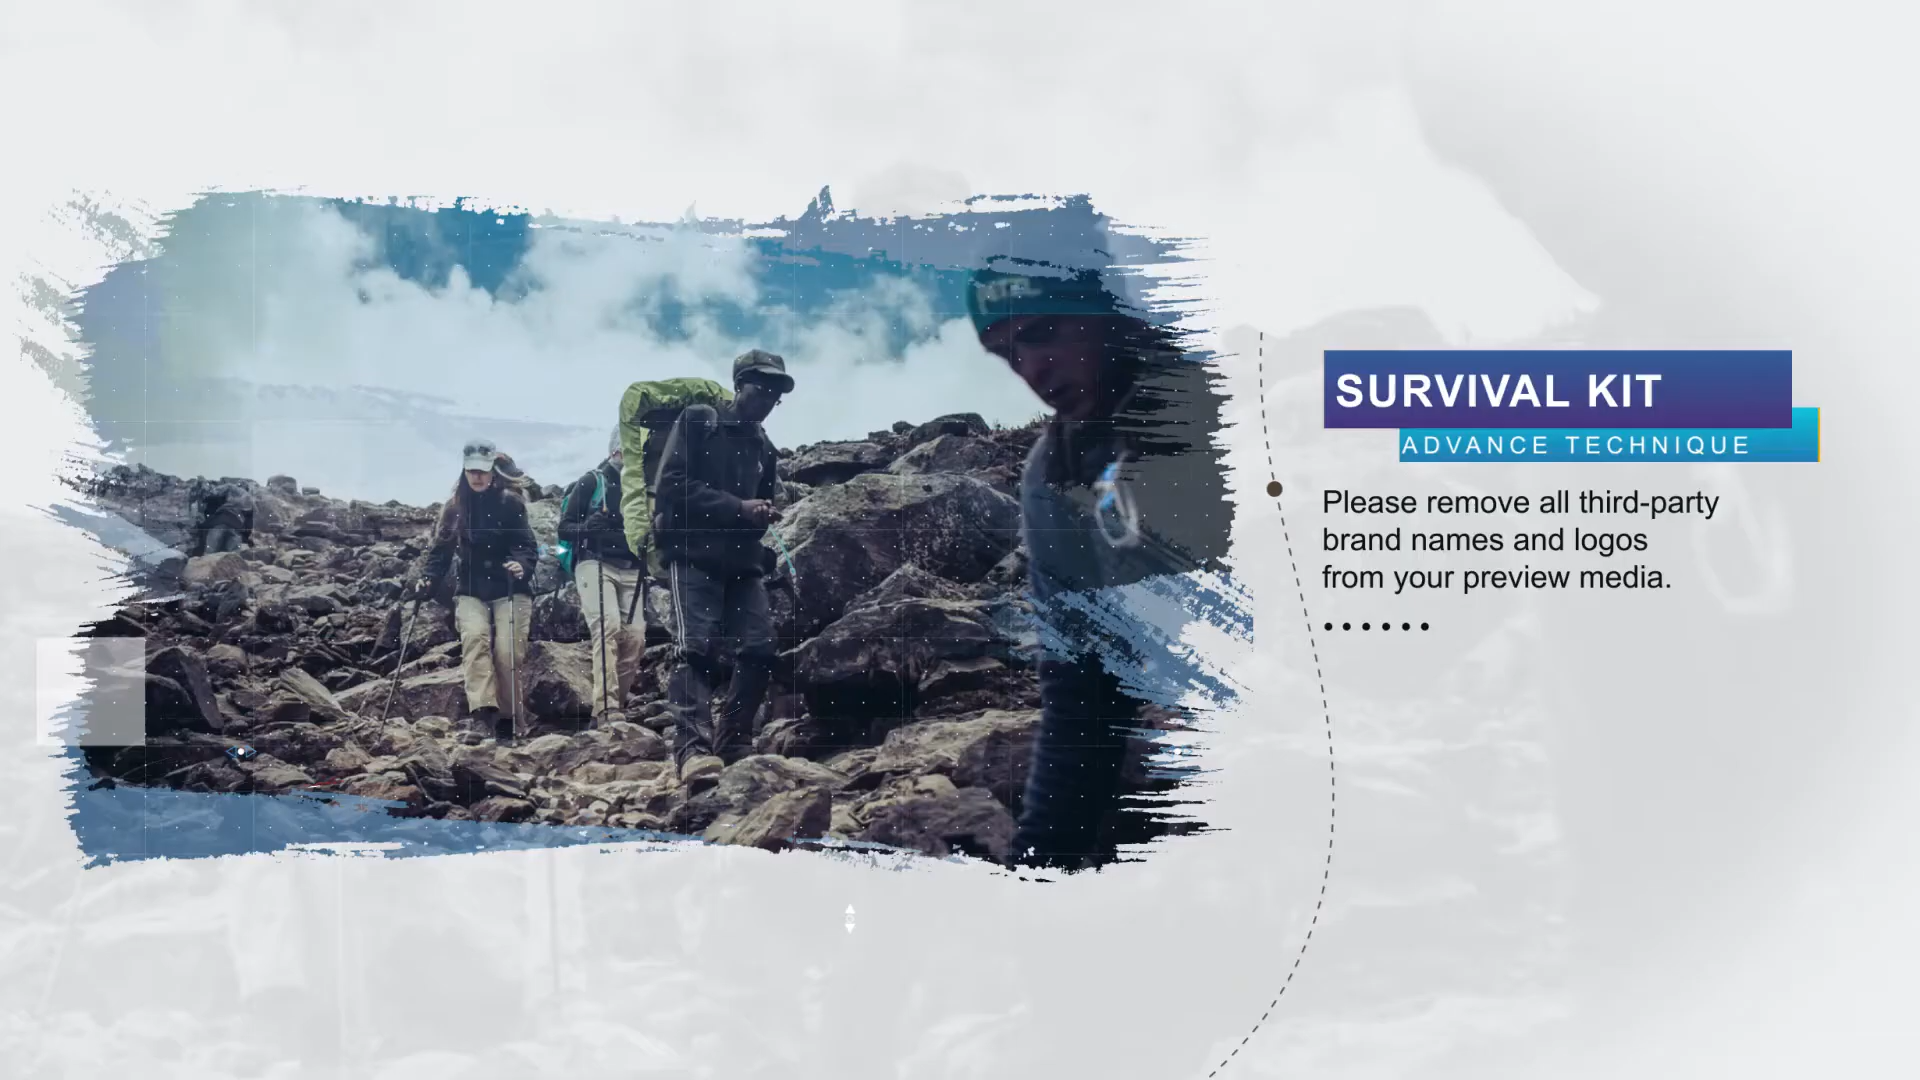 SURVIVAL KIT
ADVANCE TECHNIQUE
Please remove all third-party
brand names and logos
from your preview media.